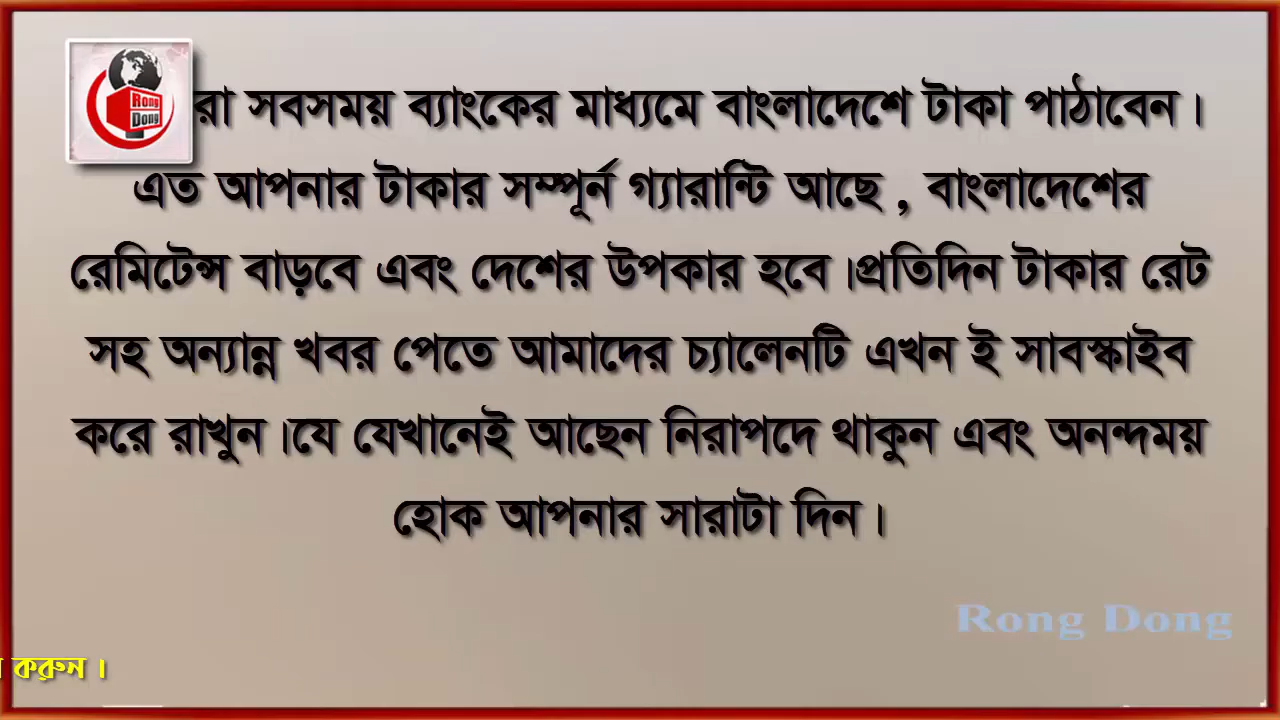 Rong
Dong
সবসময় ব্যাংকের মাধ্যমে বাংলাদেশে টাকা পাঠাবেন।
এত আপনার টাকার সম্পূর্ন গ্যারান্টি আছে , বাংলাদেশের
রেমিটেন্স বাড়বে এবং দেশের উপকার হবে।প্রতিদিন টাকার রেট
সহ অন্যান্ন খবর পেতে আমাদের চ্যালেনটি এখন ই সাবস্কাইব
করে রাখুন।যে যেখানেই আছেন নিরাপদে থাকুন এবং অনন্দময়
হোক আপনার সারাটা দিন।
Rong Dong
করুন।